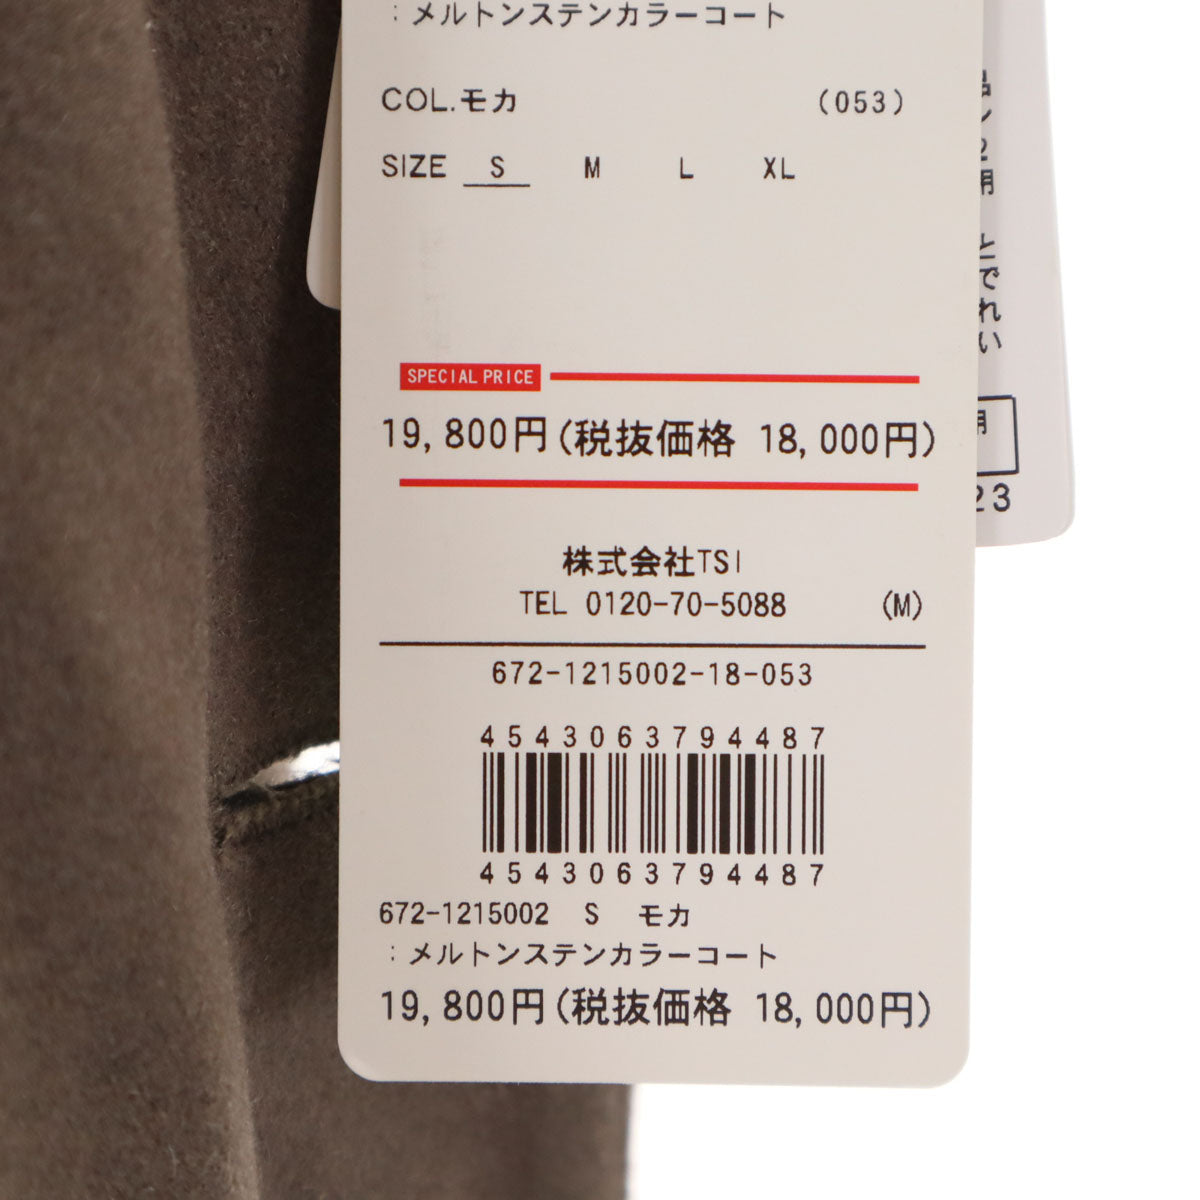 ：メルトンステンカラーコート
COL.モカ (053)
SIZE S M L XL
SPECIAL PRICE
19,800円(税抜価格 18,000円)
株式会社TSI
TEL 0120-70-5088 (M)
672-1215002-18-053
4543063794487
4543063794487
672-1215002 S モカ
：メルトンステンカラーコート
19,800円(税抜価格 18,000円)
用
23